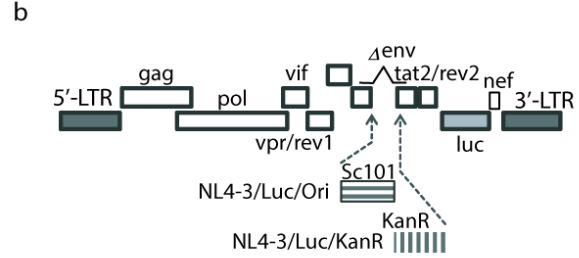 b
Δenv
gag
vif
tat2/rev2
nef
5'-LTR
pol
3'-LTR
vpr/rev1
luc
Sc101
NL4-3/Luc/Ori
KanR
NL4-3/Luc/KanR